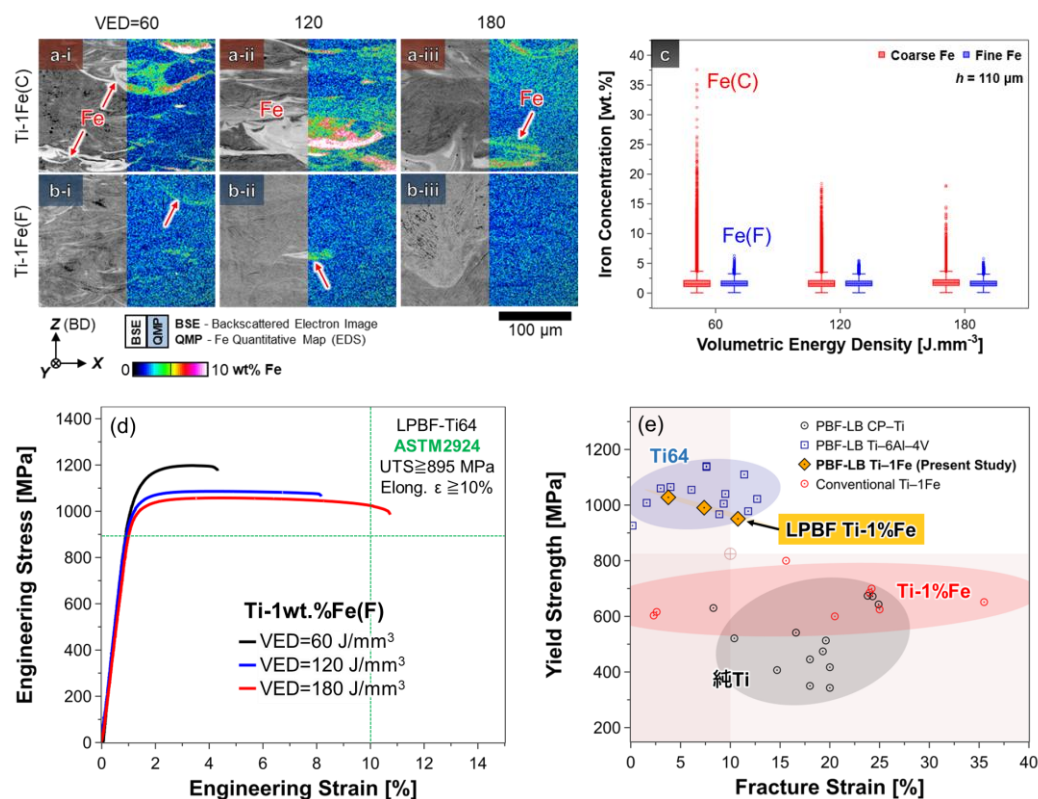 VED=60 120 180
Ti-1Fe(C)
a-i
a-ii
a-iii
Fe
Fe
Fe
Ti-1Fe(F)
b-i
b-ii
b-iii
Z (BD)
Y
X
BSE
QMP
BSE - Backscattered Electron Image
QMP - Fe Quantitative Map (EDS)
0 10 wt% Fe
100 μm
c
Coarse Fe Fine Fe
h = 110 μm
Fe(C)
Fe(F)
Iron Concentration [wt.%]
40
35
30
25
20
15
10
5
0
60 120 180
Volumetric Energy Density [J.mm⁻³]
(d)
LPBF-Ti64
ASTM2924
UTS≧895 MPa
Elong. ε ≧10%
Ti-1wt.%Fe(F)
VED=60 J/mm³
VED=120 J/mm³
VED=180 J/mm³
Engineering Stress [MPa]
1400
1200
1000
800
600
400
200
0
0 2 4 6 8 10 12 14
Engineering Strain [%]
(e)
PBF-LB CP–Ti
PBF-LB Ti–6Al–4V
PBF-LB Ti–1Fe (Present Study)
Conventional Ti–1Fe
Ti64
LPBF Ti-1%Fe
Ti-1%Fe
純Ti
Yield Strength [MPa]
1200
1000
800
600
400
200
0 5 10 15 20 25 30 35 40
Fracture Strain [%]